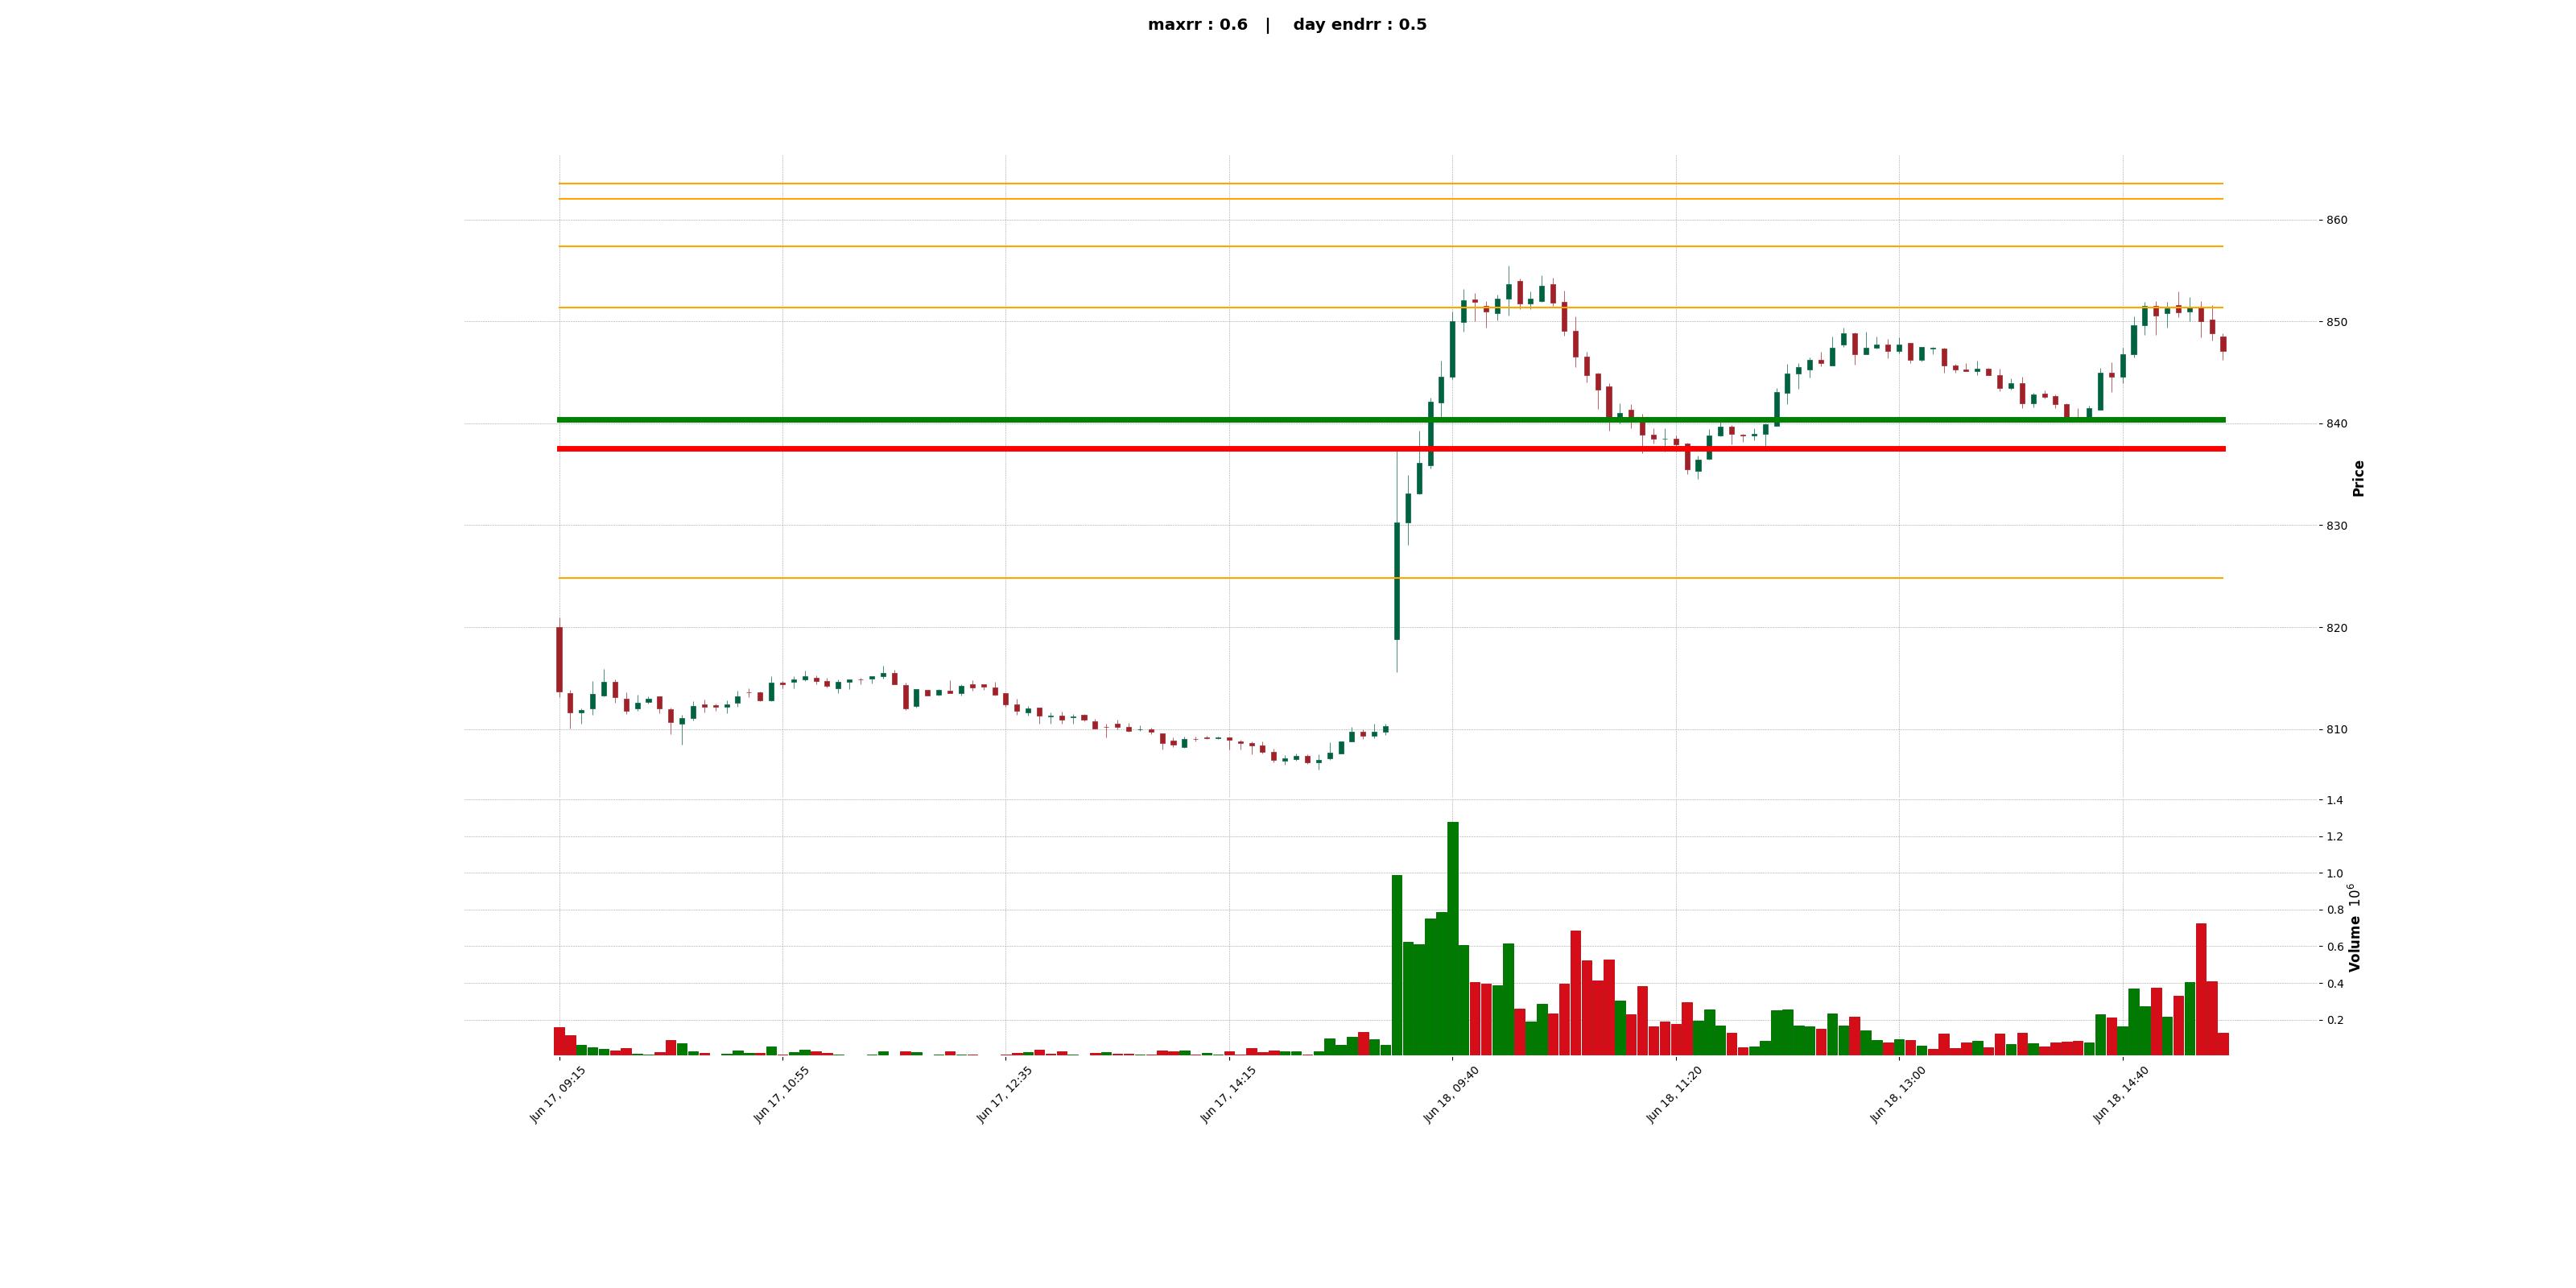 maxrr : 0.6   |    day endrr : 0.5
860
850
840
830
820
810
Price
1.4
1.2
1.0
0.8
0.6
0.4
0.2
Volume 10^6
Jun 17, 09:15
Jun 17, 10:55
Jun 17, 12:35
Jun 17, 14:15
Jun 18, 09:40
Jun 18, 11:20
Jun 18, 13:00
Jun 18, 14:40